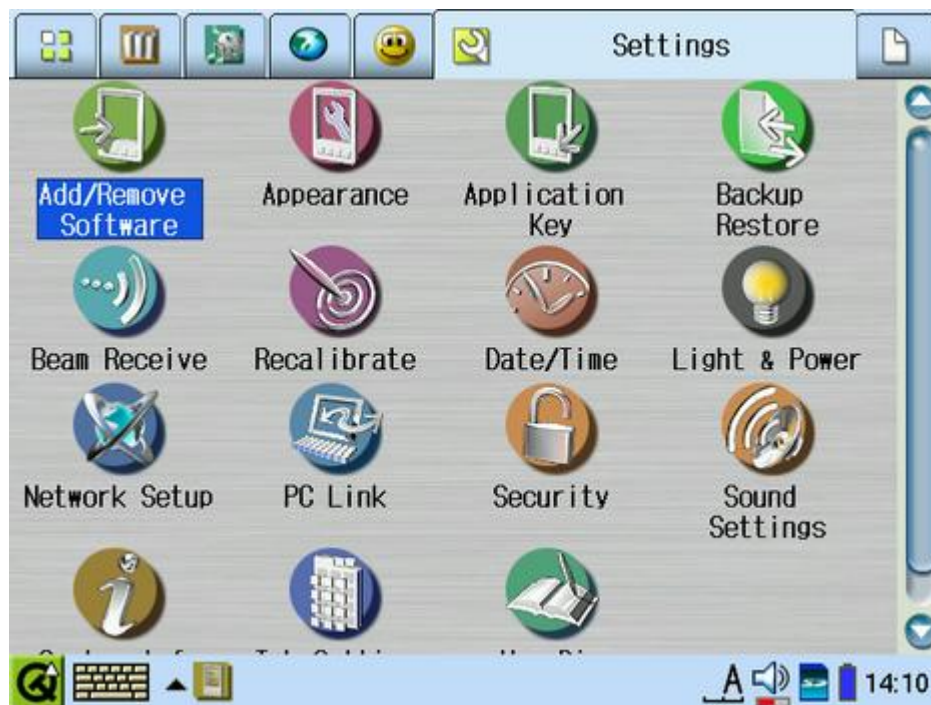 Settings
Add/Remove Software
Appearance
Application Key
Backup Restore
Beam Receive
Recalibrate
Date/Time
Light & Power
Network Setup
PC Link
Security
Sound Settings
A
14:10